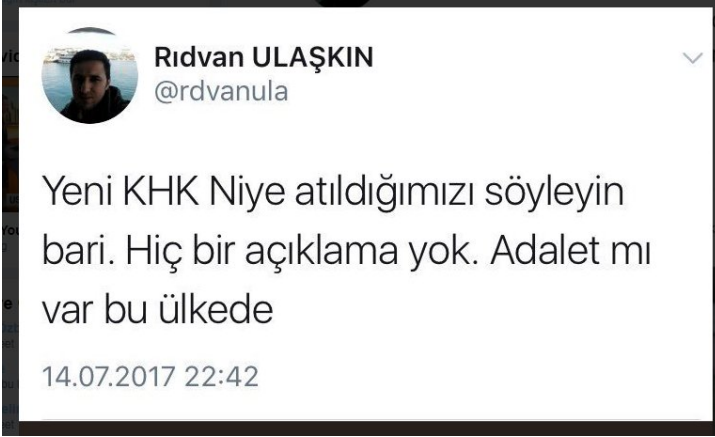 Rıdvan ULAŞKIN
@rdvanula
Yeni KHK Niye atıldığımızı söyleyin
bari. Hiç bir açıklama yok. Adalet mı
var bu ülkede
14.07.2017 22:42